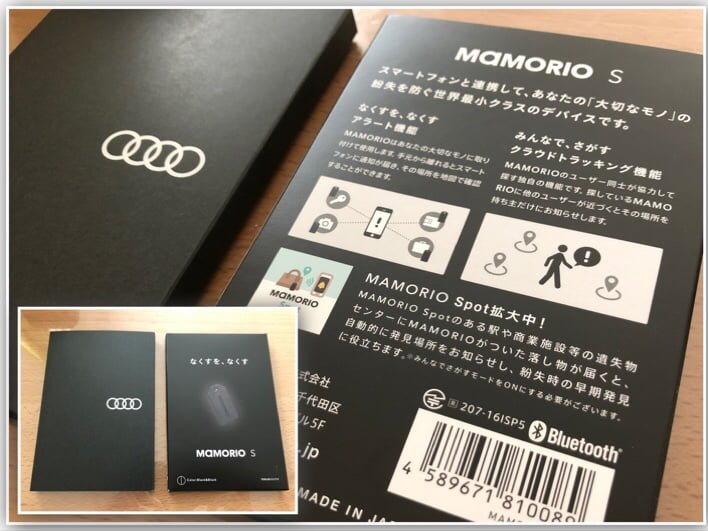 MAMORIO S
スマートフォンと連携して、あなたの「大切なモノ」の
紛失を防ぐ世界最小クラスのデバイスです。
なくすを、なくす
アラート機能
MAMORIOはあなたの大切なモノに取り
付けて使用します。手元から離れるとスマート
フォンに通知が届き、その場所を地図で確認
することができます。
みんなで、さがす
クラウドトラッキング機能
MAMORIOのユーザー同士が協力して
探す独自の機能です。探しているMAMO
RIOに他のユーザーが近づくとその場所を
持ち主だけにお知らせします。
MAMORIO
MAMORIO Spot拡大中！
MAMORIO Spotのある駅や商業施設等の遺失物
センターにMAMORIOがついた落し物が届くと、
自動的に発見場所をお知らせし、紛失時の早期発見
に役立ちます。※みんなでさがすモードをONにする必要がございます。
式会社
千代田区
ビル5F
.jp
207-16ISP5
Bluetooth
4 589671 81008
MADE IN JAPA
MAM
なくすを、なくす
MAMORIO S
Color:Black&Black